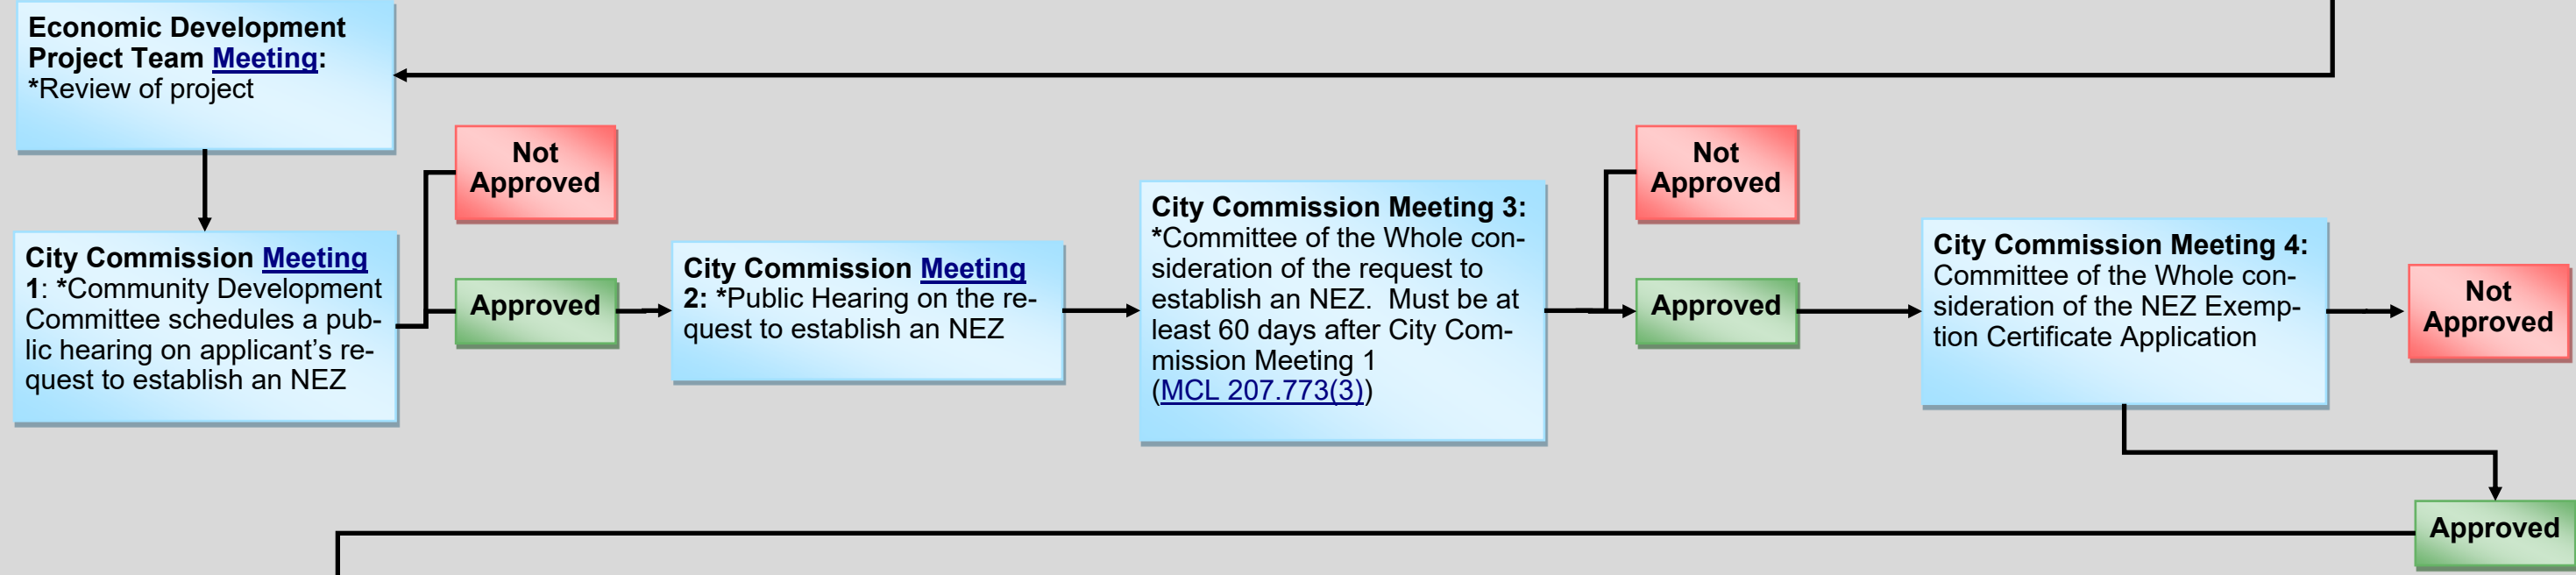 Economic Development
Project Team Meeting:
*Review of project
Not
Approved
City Commission Meeting
1: *Community Development
Committee schedules a pub-
lic hearing on applicant's re-
quest to establish an NEZ
Approved
City Commission Meeting
2: *Public Hearing on the re-
quest to establish an NEZ
City Commission Meeting 3:
*Committee of the Whole con-
sideration of the request to
establish an NEZ.  Must be at
least 60 days after City Com-
mission Meeting 1
(MCL 207.773(3))
Not
Approved
Approved
City Commission Meeting 4:
Committee of the Whole con-
sideration of the NEZ Exemp-
tion Certificate Application
Not
Approved
Approved